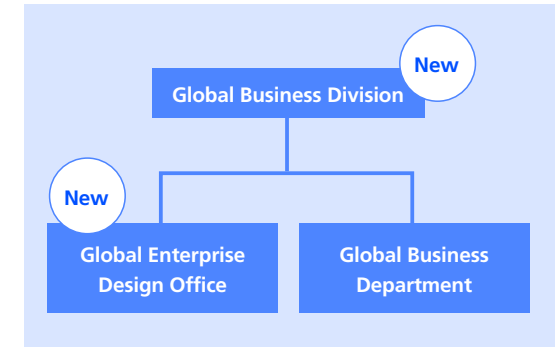 New
Global Business Division
New
Global Enterprise
Design Office
Global Business
Department